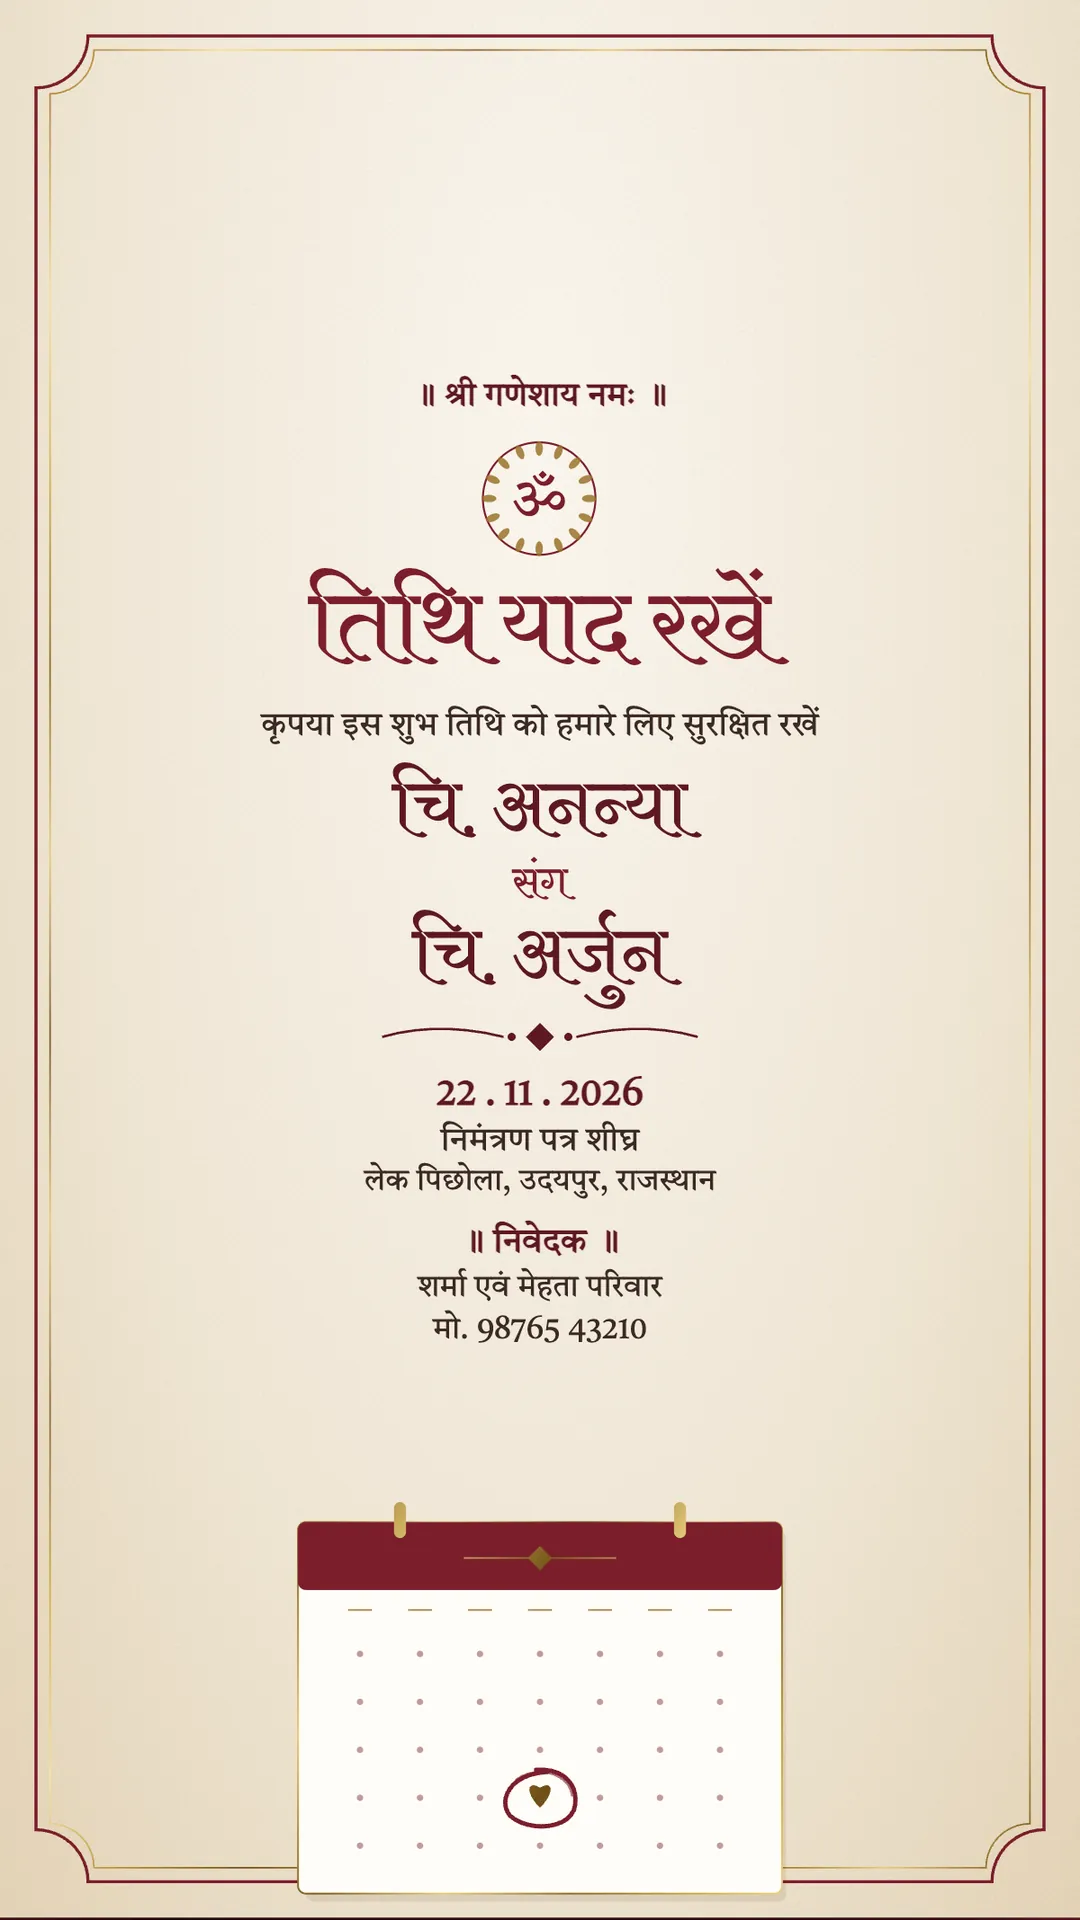 ॥ श्री गणेशाय नमः ॥
ॐ
तिथि याद रखें
कृपया इस शुभ तिथि को हमारे लिए सुरक्षित रखें
चि. अनन्या
संग
चि. अर्जुन
22 . 11 . 2026
निमंत्रण पत्र शीघ्र
लेक पिछोला, उदयपुर, राजस्थान
॥ निवेदक ॥
शर्मा एवं मेहता परिवार
मो. 98765 43210